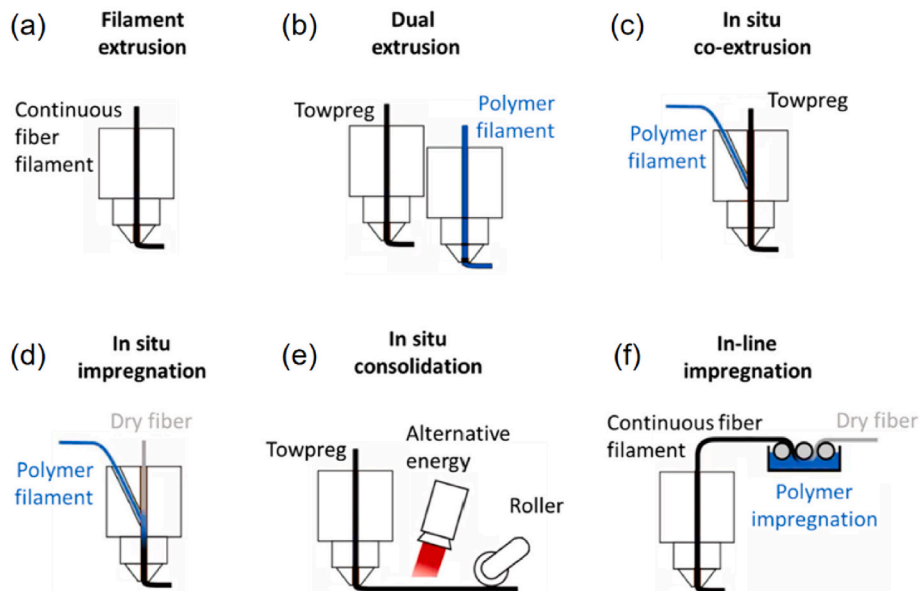 (a)
Filament
extrusion
Continuous
fiber
filament
(b)
Dual
extrusion
Towpreg
Polymer
filament
(c)
In situ
co-extrusion
Towpreg
Polymer
filament
(d)
In situ
impregnation
Dry fiber
Polymer
filament
(e)
In situ
consolidation
Towpreg
Alternative
energy
Roller
(f)
In-line
impregnation
Continuous fiber
filament
Dry fiber
Polymer
impregnation